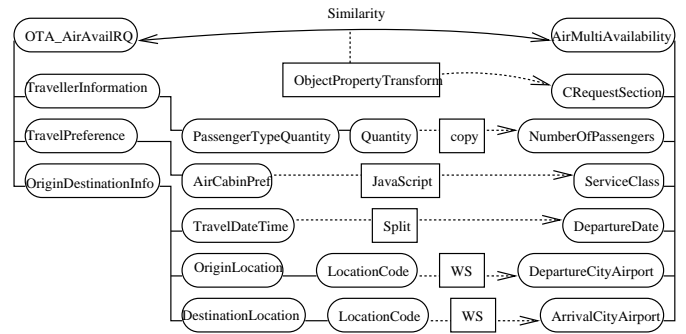 Similarity
OTA_AirAvailRQ
AirMultiAvailability
TravellerInformation
ObjectPropertyTransform
CRequestSection
TravelPreference
PassengerTypeQuantity
Quantity
copy
NumberOfPassengers
OriginDestinationInfo
AirCabinPref
JavaScript
ServiceClass
TravelDateTime
Split
DepartureDate
OriginLocation
LocationCode
WS
DepartureCityAirport
DestinationLocation
LocationCode
WS
ArrivalCityAirport